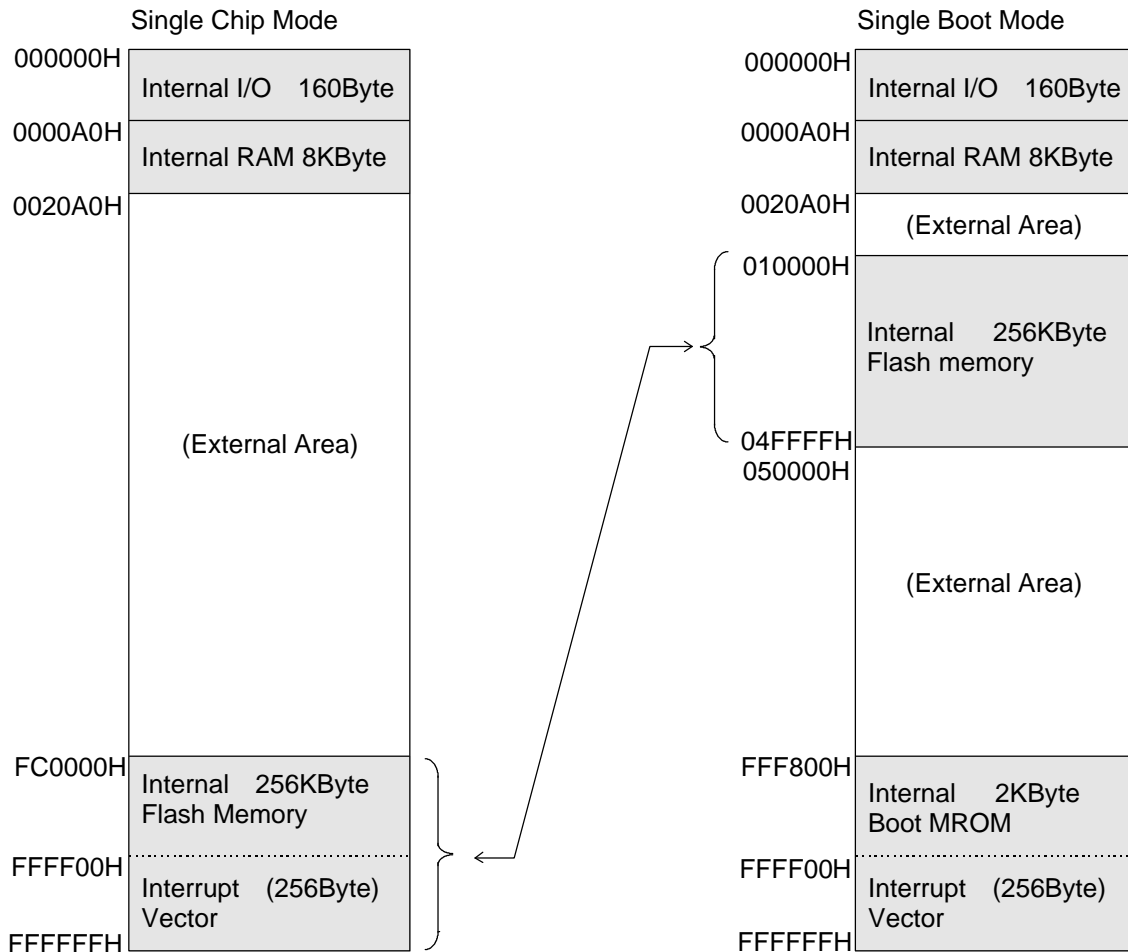 Single Chip Mode
000000H
Internal I/O 160Byte
0000A0H
Internal RAM 8KByte
0020A0H
(External Area)
FC0000H
Internal 256KByte
Flash Memory
FFFF00H
Interrupt (256Byte)
Vector
FFFFFFH
Single Boot Mode
000000H
Internal I/O 160Byte
0000A0H
Internal RAM 8KByte
0020A0H
(External Area)
010000H
Internal 256KByte
Flash memory
04FFFFH
050000H
(External Area)
FFF800H
Internal 2KByte
Boot MROM
FFFF00H
Interrupt (256Byte)
Vector
FFFFFFH